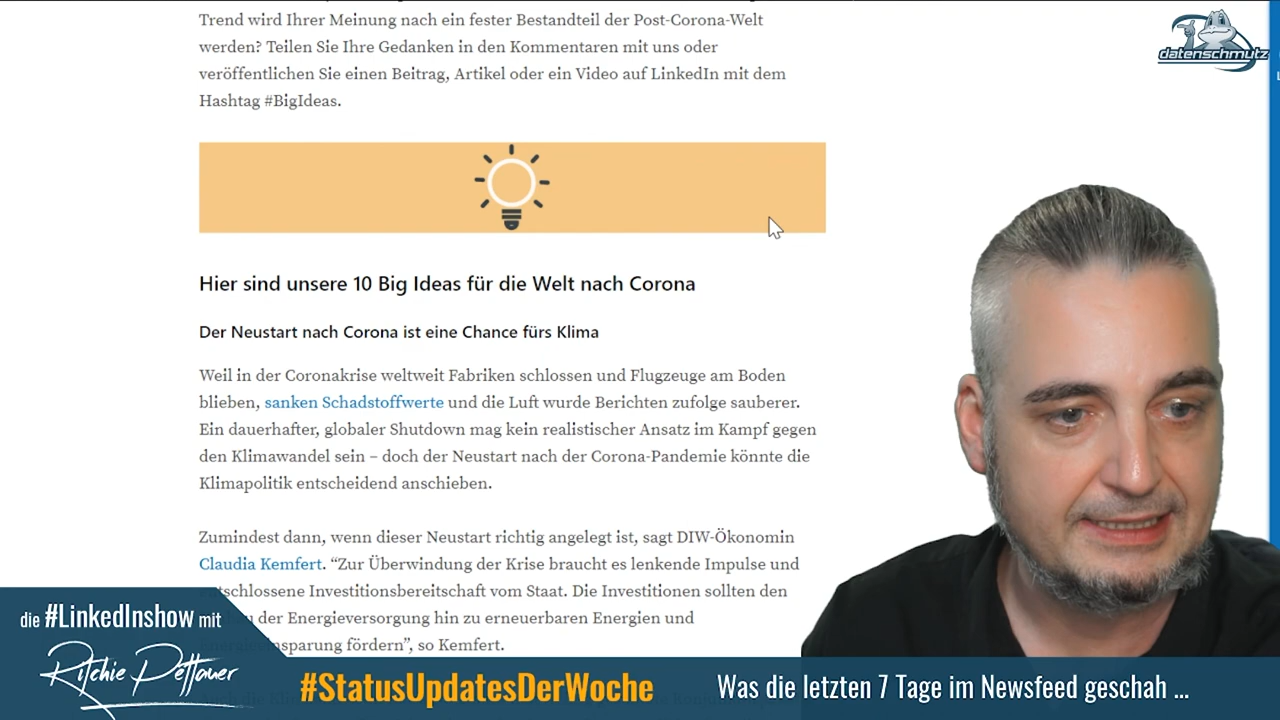 Trend wird Ihrer Meinung nach ein fester Bestandteil der Post-Corona-Welt
werden? Teilen Sie Ihre Gedanken in den Kommentaren mit uns oder
veröffentlichen Sie einen Beitrag, Artikel oder ein Video auf LinkedIn mit dem
Hashtag #BigIdeas.
datenschmutz
Hier sind unsere 10 Big Ideas für die Welt nach Corona
Der Neustart nach Corona ist eine Chance fürs Klima
Weil in der Coronakrise weltweit Fabriken schlossen und Flugzeuge am Boden
blieben, sanken Schadstoffwerte und die Luft wurde Berichten zufolge sauberer.
Ein dauerhafter, globaler Shutdown mag kein realistischer Ansatz im Kampf gegen
den Klimawandel sein – doch der Neustart nach der Corona-Pandemie könnte die
Klimapolitik entscheidend anschieben.
Zumindest dann, wenn dieser Neustart richtig angelegt ist, sagt DIW-Ökonomin
Claudia Kemfert. “Zur Überwindung der Krise braucht es lenkende Impulse und
entschlossene Investitionsbereitschaft vom Staat. Die Investitionen sollten den
der Energieversorgung hin zu erneuerbaren Energien und
fördern”, so Kemfert.
die #LinkedInshow mit
Ritchie Pettauer
#StatusUpdatesDerWoche
Was die letzten 7 Tage im Newsfeed geschah ...